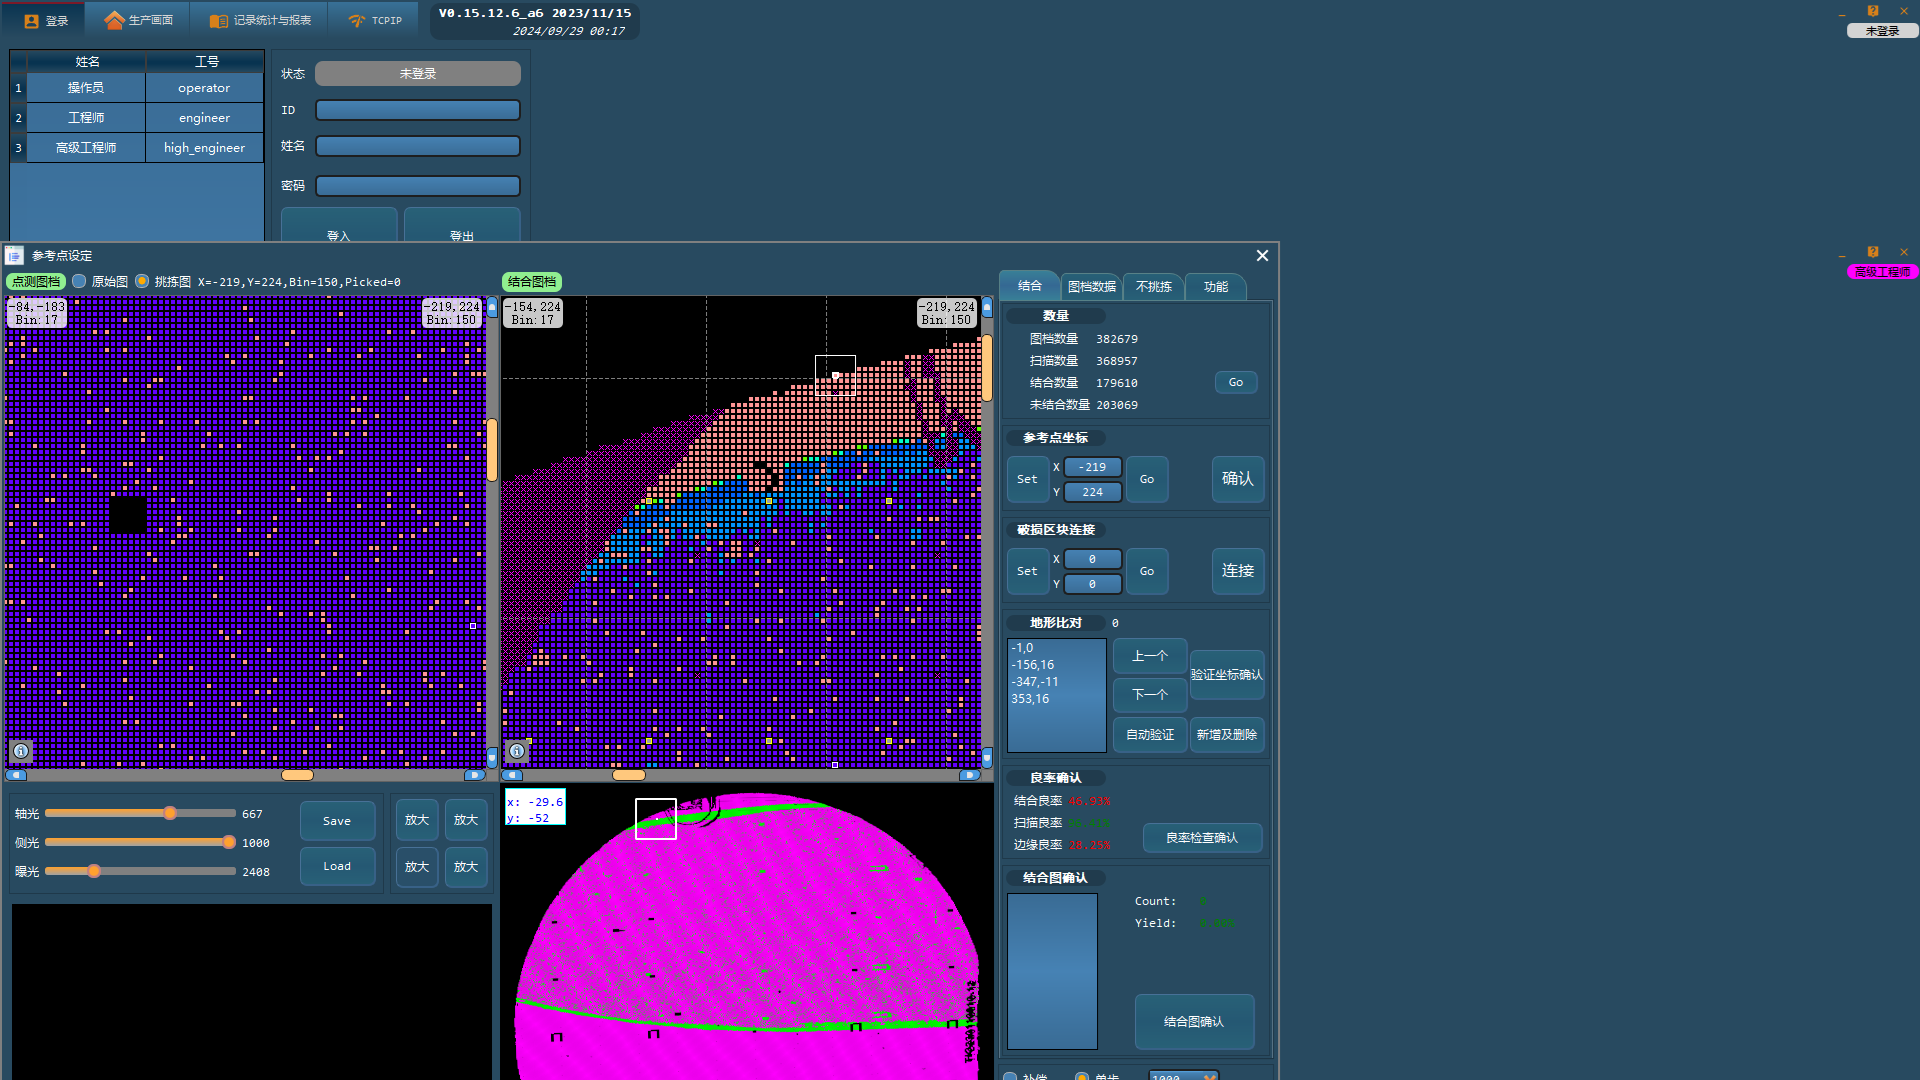 登录
生产画面
记录统计与报表
TCPIP
V0.15.12.6_a6 2023/11/15
2024/09/29 00:17
未登录
姓名 工号
1 操作员 operator
2 工程师 engineer
3 高级工程师 high_engineer
状态 未登录
ID
姓名
密码
登入 登出
高级工程师
参考点设定
点测图档 原始图 挑拣图 X=-219,Y=224,Bin=150,Picked=0
结合图档
-84,-183
Bin:17
-219,224
Bin:150
-154,224
Bin:17
-219,224
Bin:150
结合 图档数据 不挑拣 功能
数量
图档数量 382679
扫描数量 368957
结合数量 179610
Go
未结合数量 203069
参考点坐标
Set X -219 Go 确认
Y 224
破损区块连接
Set X 0 Go 连接
Y 0
地形比对 0
-1,0
-156,16
-347,-11
353,16
上一个
下一个
验证坐标确认
自动验证 新增及删除
良率确认
结合良率 46.93%
扫描良率
边缘良率 28.25%
良率检查确认
结合图确认
Count: 0
Yield: 0.00%
结合图确认
补偿 单步 1000
轴光 667
侧光 1000
曝光 2408
Save
Load
放大 放大
放大 放大
x: -29.6
y: -52